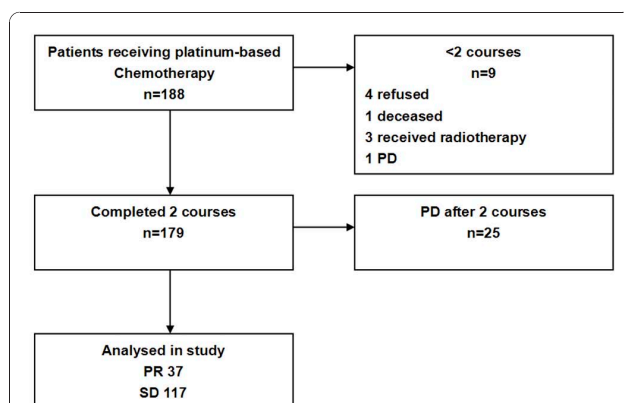 Patients receiving platinum-based
Chemotherapy
n=188
<2 courses
n=9
4 refused
1 deceased
3 received radiotherapy
1 PD
Completed 2 courses
n=179
PD after 2 courses
n=25
Analysed in study
PR 37
SD 117